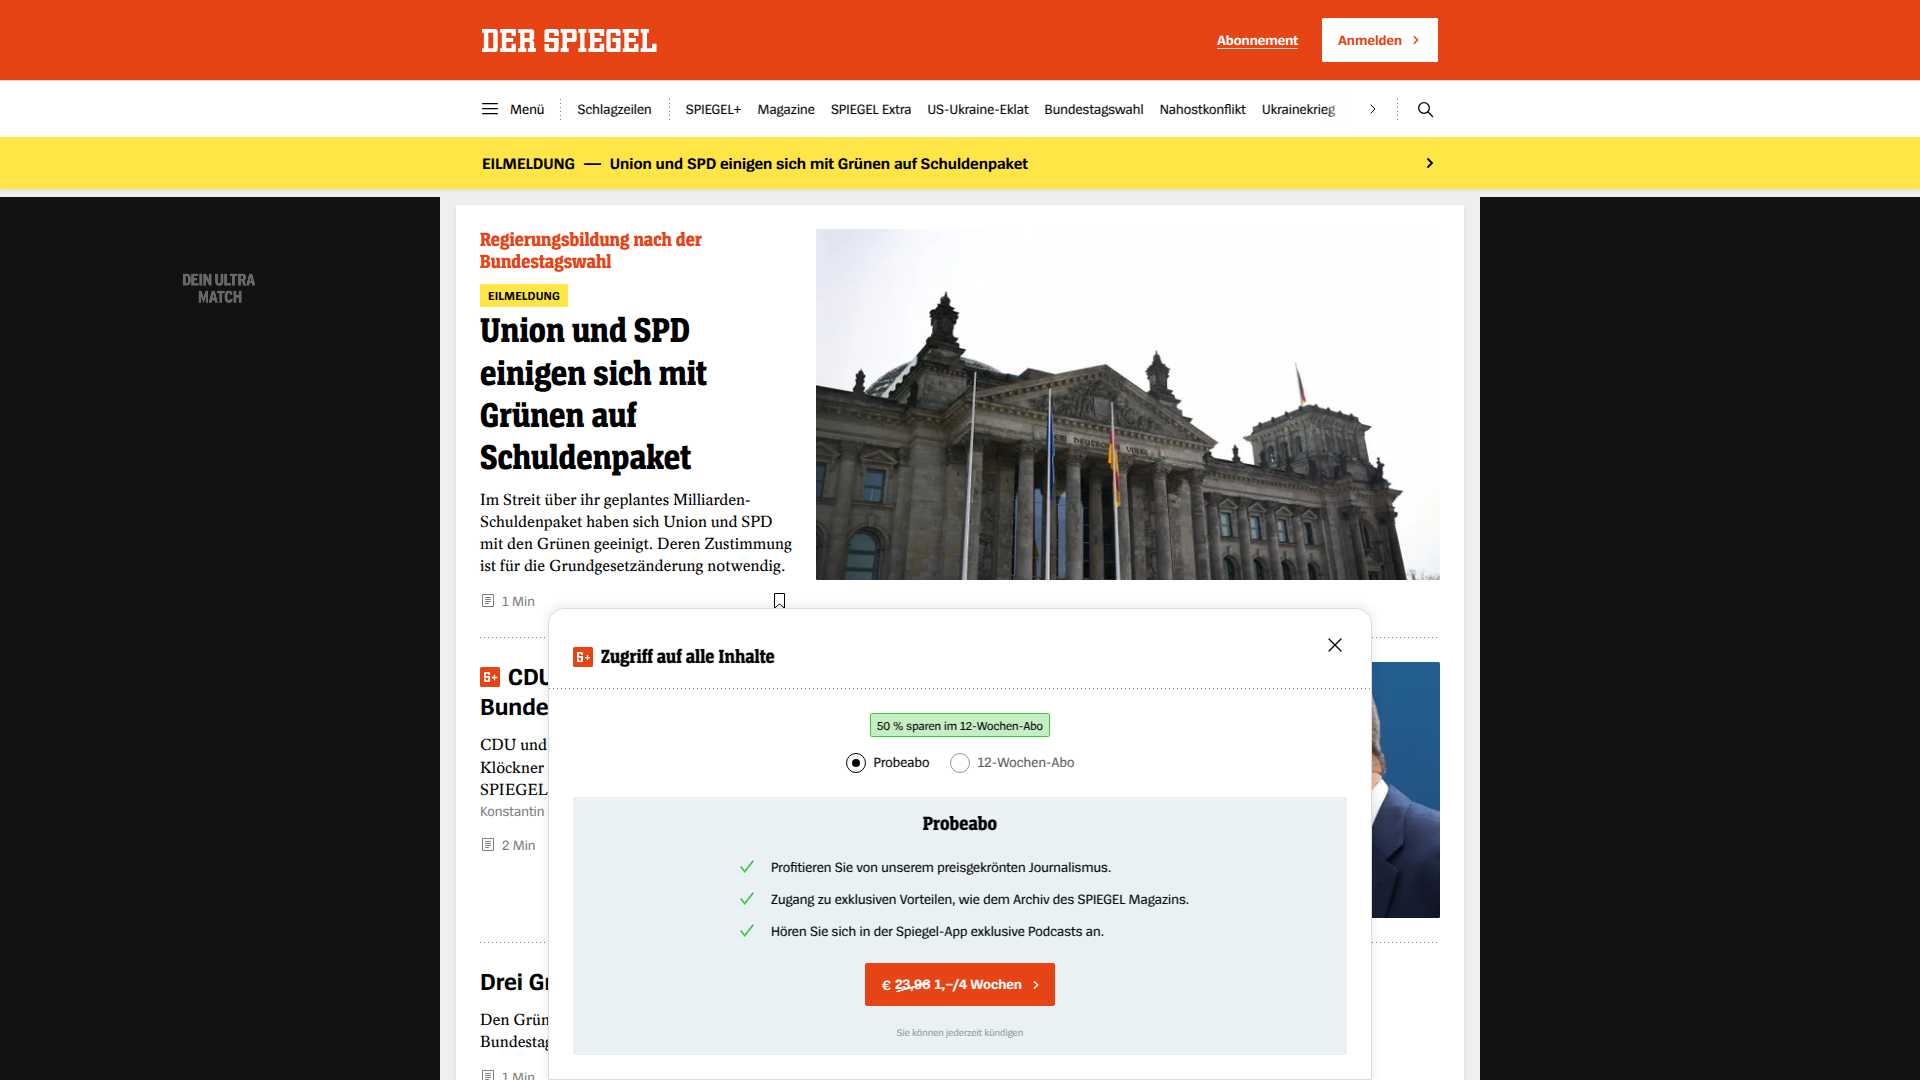 DER SPIEGEL
Abonnement
Anmelden
Menü
Schlagzeilen
SPIEGEL+
Magazine
SPIEGEL Extra
US-Ukraine-Eklat
Bundestagswahl
Nahostkonflikt
Ukrainekrieg
EILMELDUNG — Union und SPD einigen sich mit Grünen auf Schuldenpaket
DEIN ULTRA
MATCH
Regierungsbildung nach der
Bundestagswahl
EILMELDUNG
Union und SPD
einigen sich mit
Grünen auf
Schuldenpaket
Im Streit über ihr geplantes Milliarden-
Schuldenpaket haben sich Union und SPD
mit den Grünen geeinigt. Deren Zustimmung
ist für die Grundgesetzänderung notwendig.
1 Min
CDU
Bunde
CDU und
Klöckner
SPIEGEL
Konstantin
2 Min
Drei Gr
Den Grün
Bundestag
1 Min
Zugriff auf alle Inhalte
50 % sparen im 12-Wochen-Abo
Probeabo
12-Wochen-Abo
Probeabo
Profitieren Sie von unserem preisgekrönten Journalismus.
Zugang zu exklusiven Vorteilen, wie dem Archiv des SPIEGEL Magazins.
Hören Sie sich in der Spiegel-App exklusive Podcasts an.
€ 23,96 1,–/4 Wochen
Sie können jederzeit kündigen